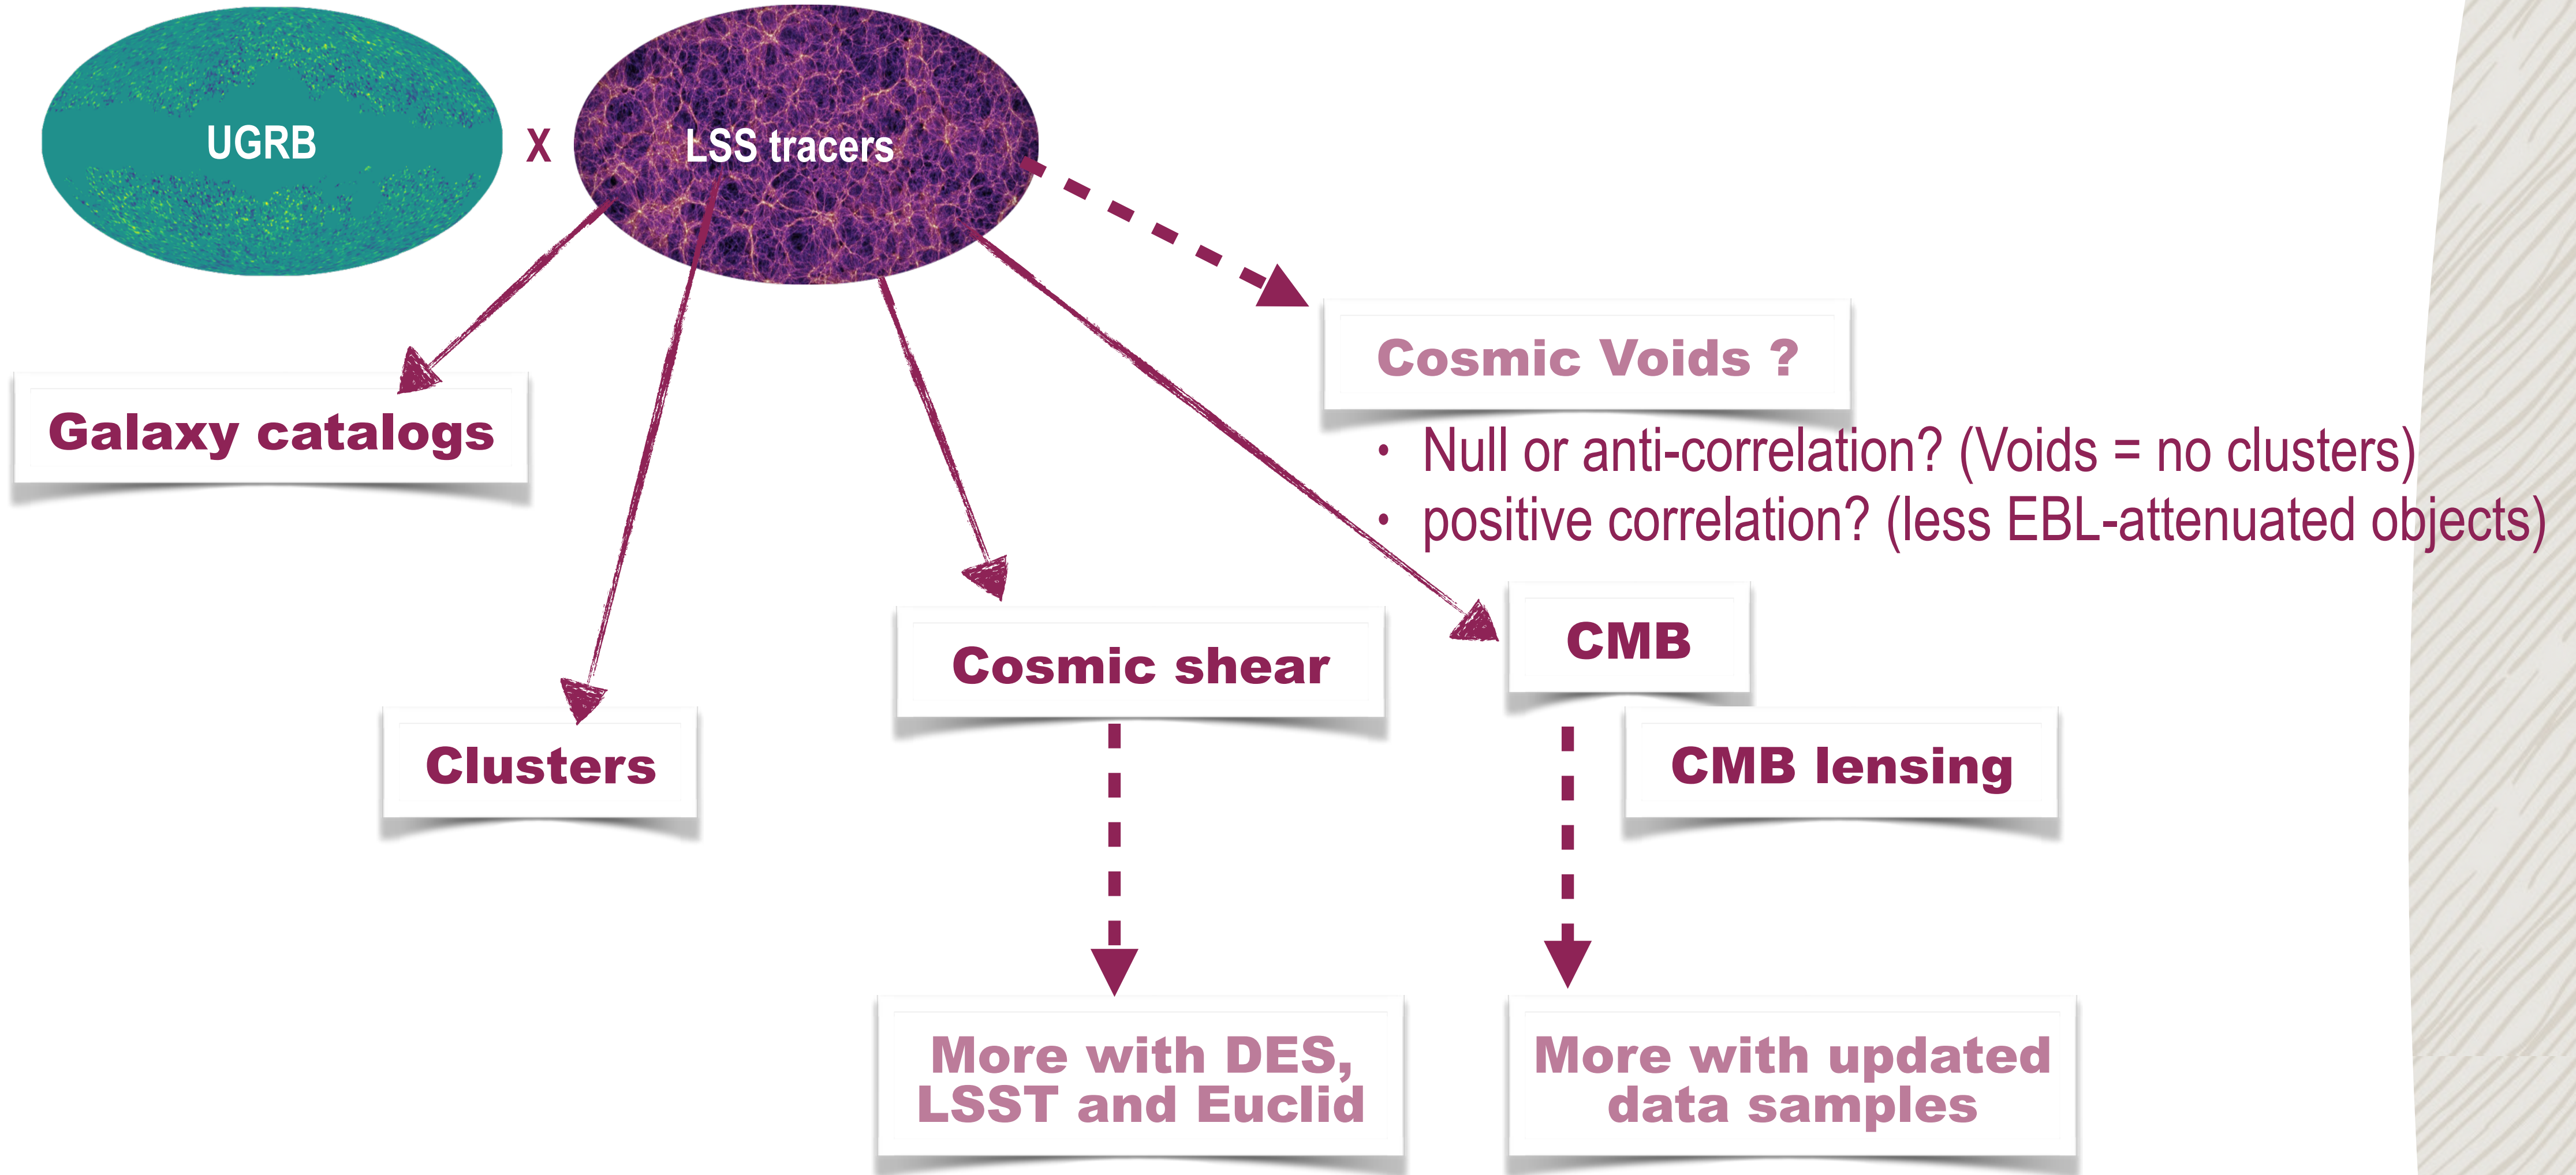 UGRB
X
LSS tracers
Cosmic Voids ?
Galaxy catalogs
• Null or anti-correlation? (Voids = no clusters)
• positive correlation? (less EBL-attenuated objects)
Cosmic shear
CMB
Clusters
CMB lensing
More with DES,
LSST and Euclid
More with updated
data samples